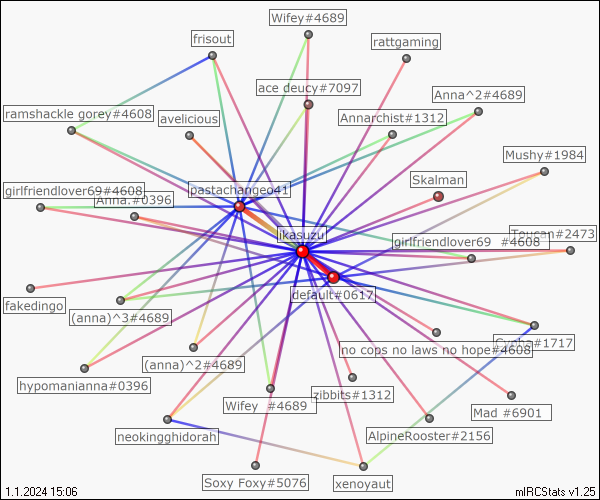 Wifey#4689
frisout
rattgaming
ace deucy#7097
Anna^2#4689
ramshackle gorey#4608
avelicious
Annarchist#1312
Mushy#1984
Skalman
pastachangeo41
girlfriendlover69#4608
Anna.#0396
jkasuzu
Toucan#2473
girlfriendlover69 #4608
default#0617
fakedingo
(anna)^3#4689
no cops no laws no hope#4608
Cypha#1717
(anna)^2#4689
hypomanianna#0396
zibbits#1312
Wifey #4689
Mad #6901
neokingghidorah
AlpineRooster#2156
Soxy Foxy#5076
xenoyaut
1.1.2024 15:06
mIRCStats v1.25